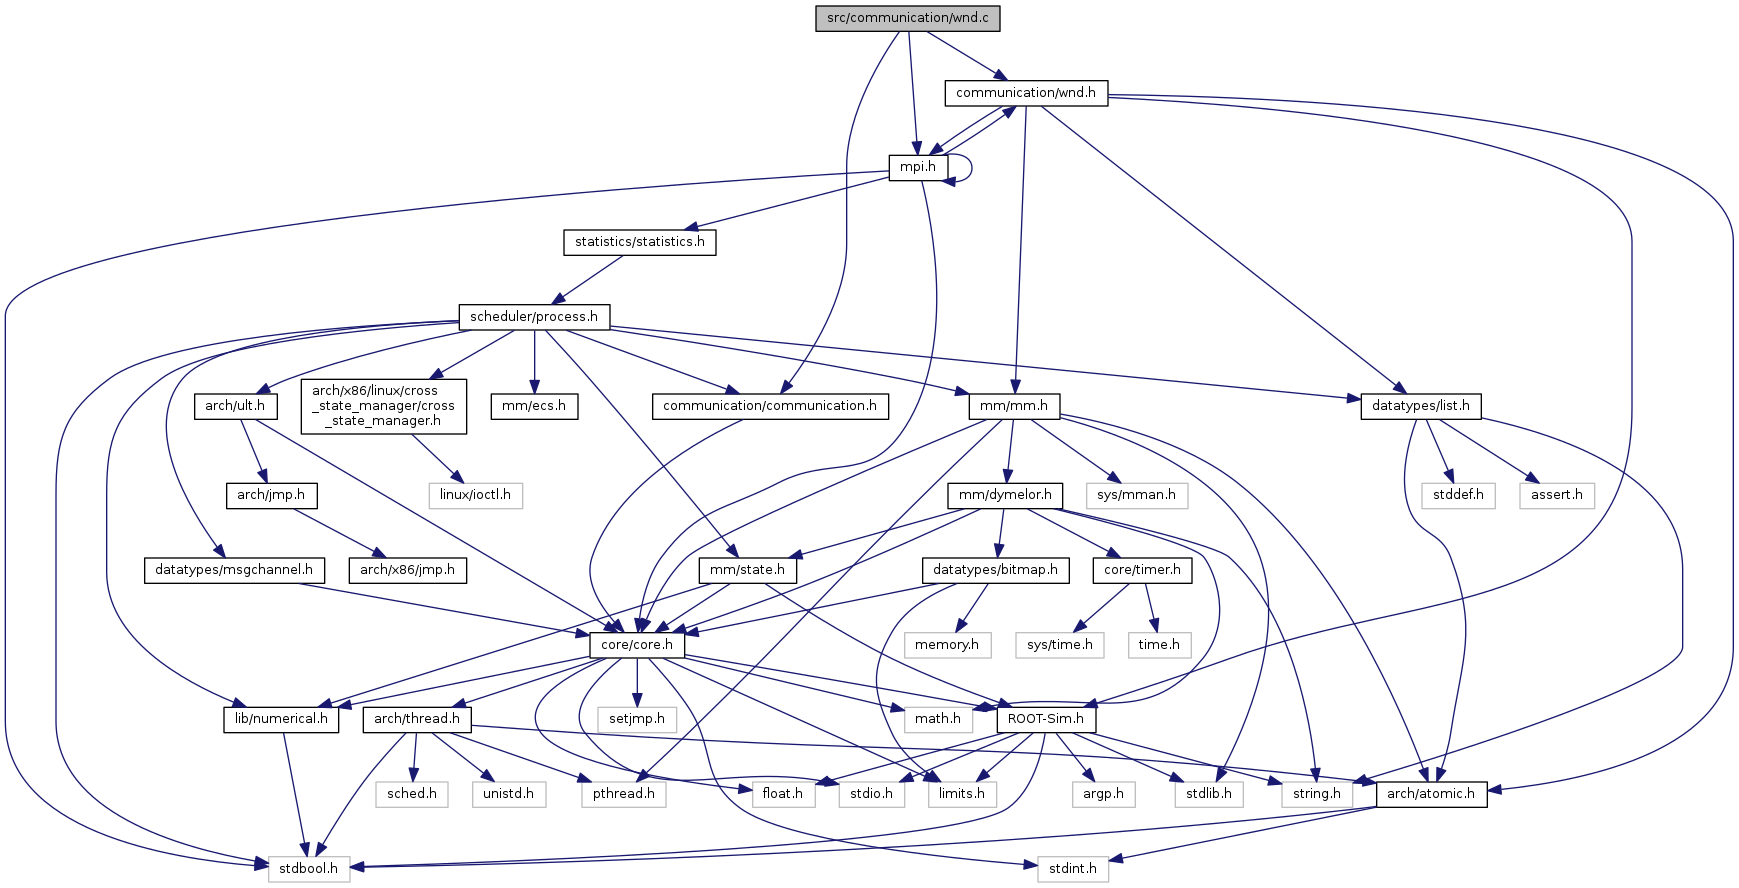 src/communication/wnd.c
communication/wnd.h
mpi.h
statistics/statistics.h
scheduler/process.h
arch/ult.h
arch/x86/linux/cross
_state_manager/cross
_state_manager.h
mm/ecs.h
communication/communication.h
mm/mm.h
datatypes/list.h
arch/jmp.h
linux/ioctl.h
mm/dymelor.h
sys/mman.h
stddef.h
assert.h
datatypes/msgchannel.h
arch/x86/jmp.h
mm/state.h
datatypes/bitmap.h
core/timer.h
core/core.h
memory.h
sys/time.h
time.h
lib/numerical.h
arch/thread.h
setjmp.h
math.h
ROOT-Sim.h
sched.h
unistd.h
pthread.h
float.h
stdio.h
limits.h
argp.h
stdlib.h
string.h
arch/atomic.h
stdbool.h
stdint.h